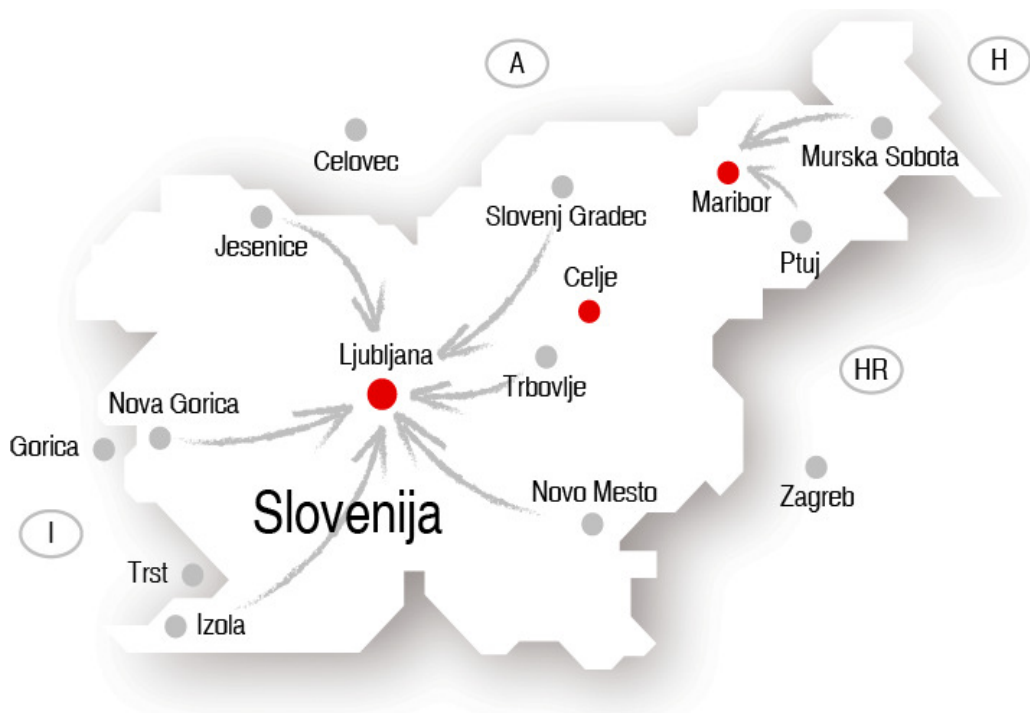 A
H
Celovec
Murska Sobota
Maribor
Slovenj Gradec
Jesenice
Ptuj
Celje
Ljubljana
HR
Trbovlje
Nova Gorica
Gorica
Novo Mesto
Zagreb
Slovenija
I
Trst
Izola